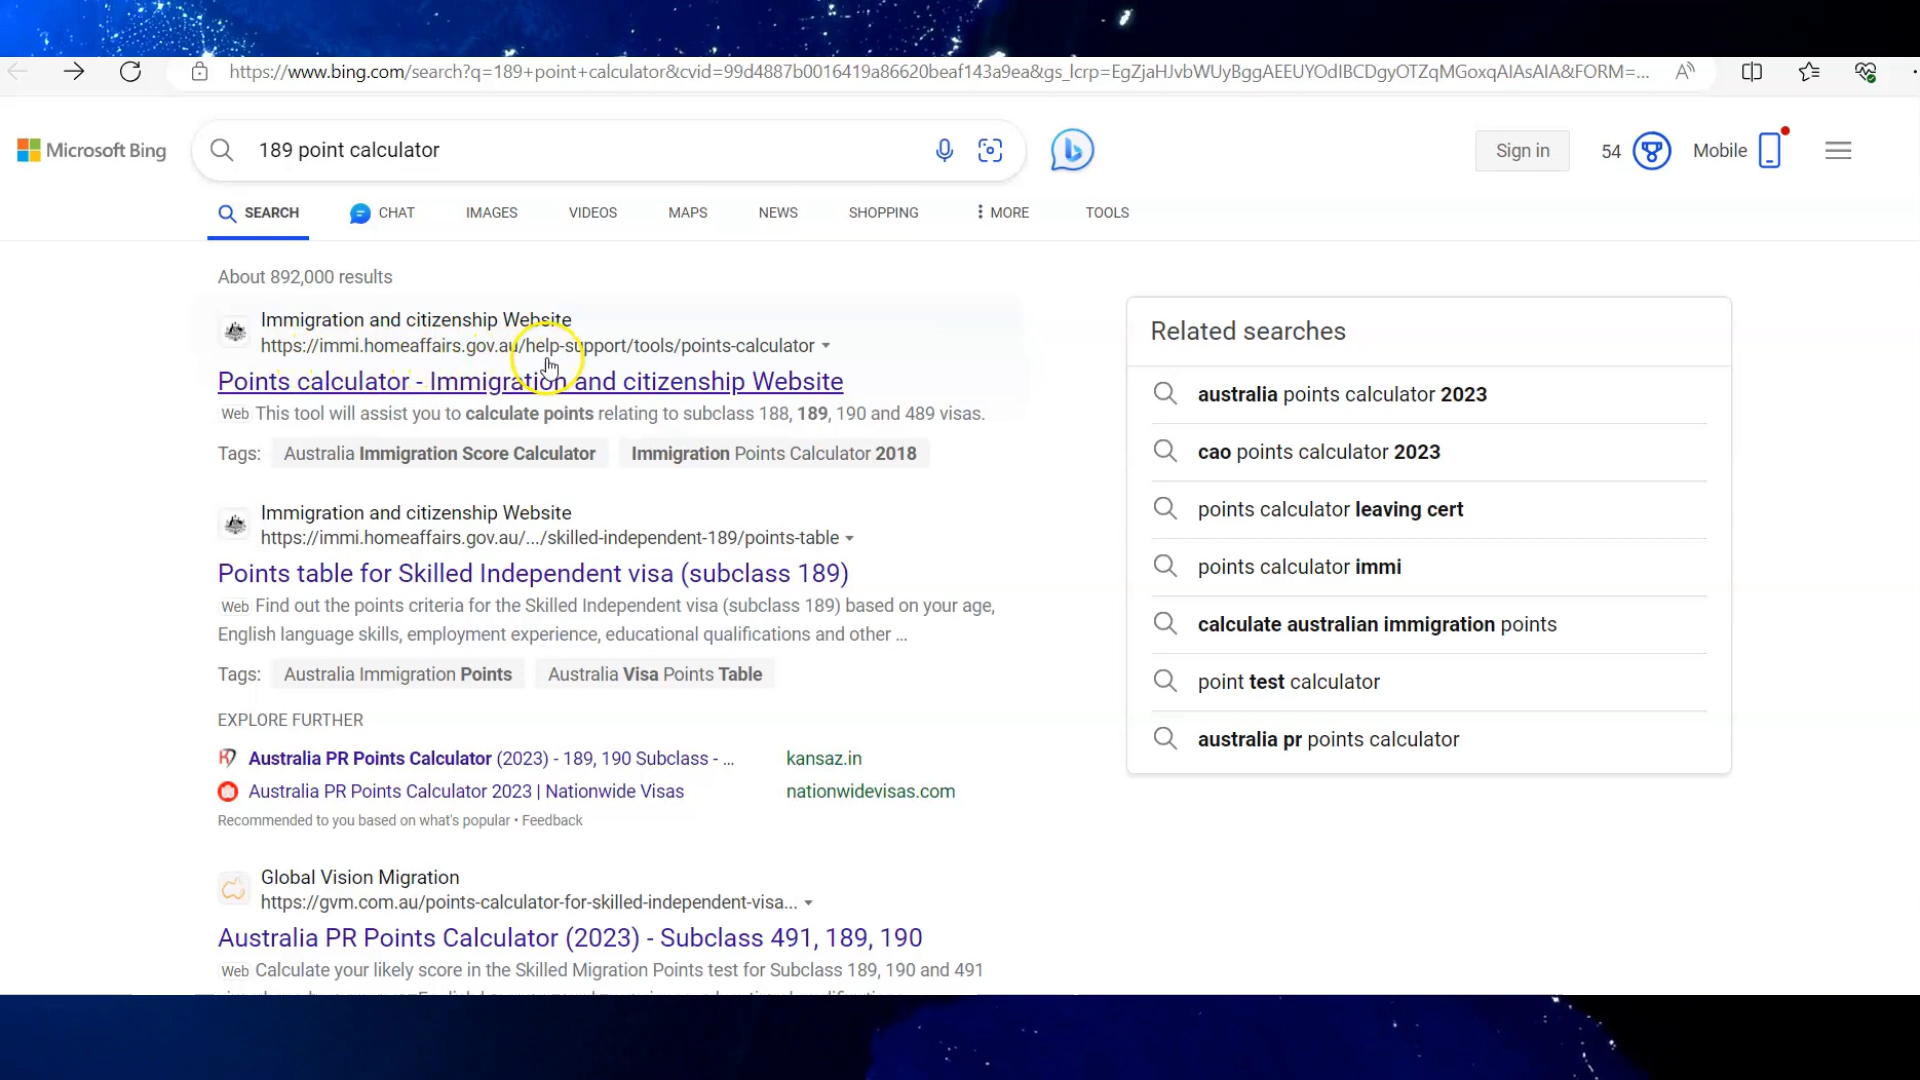 https://www.bing.com/search?q=189+point+calculator&cvid=99d4887b0016419a86620beaf143a9ea&gs_lcrp=EgZjaHJvbWUyBggAEEUYOdIBCDgyOTZqMGoxqAIAsAIA&FORM=...
Microsoft Bing
189 point calculator
Sign in
54
Mobile
SEARCH
CHAT
IMAGES
VIDEOS
MAPS
NEWS
SHOPPING
MORE
TOOLS
About 892,000 results
Immigration and citizenship Website
https://immi.homeaffairs.gov.au/help-support/tools/points-calculator
Points calculator - Immigration and citizenship Website
Web This tool will assist you to calculate points relating to subclass 188, 189, 190 and 489 visas.
Tags: Australia Immigration Score Calculator Immigration Points Calculator 2018
Immigration and citizenship Website
https://immi.homeaffairs.gov.au/.../skilled-independent-189/points-table
Points table for Skilled Independent visa (subclass 189)
Web Find out the points criteria for the Skilled Independent visa (subclass 189) based on your age,
English language skills, employment experience, educational qualifications and other ...
Tags: Australia Immigration Points Australia Visa Points Table
EXPLORE FURTHER
Australia PR Points Calculator (2023) - 189, 190 Subclass - ... kansaz.in
Australia PR Points Calculator 2023 | Nationwide Visas nationwidevisas.com
Recommended to you based on what's popular • Feedback
Global Vision Migration
https://gvm.com.au/points-calculator-for-skilled-independent-visa...
Australia PR Points Calculator (2023) - Subclass 491, 189, 190
Web Calculate your likely score in the Skilled Migration Points test for Subclass 189, 190 and 491
Related searches
australia points calculator 2023
cao points calculator 2023
points calculator leaving cert
points calculator immi
calculate australian immigration points
point test calculator
australia pr points calculator